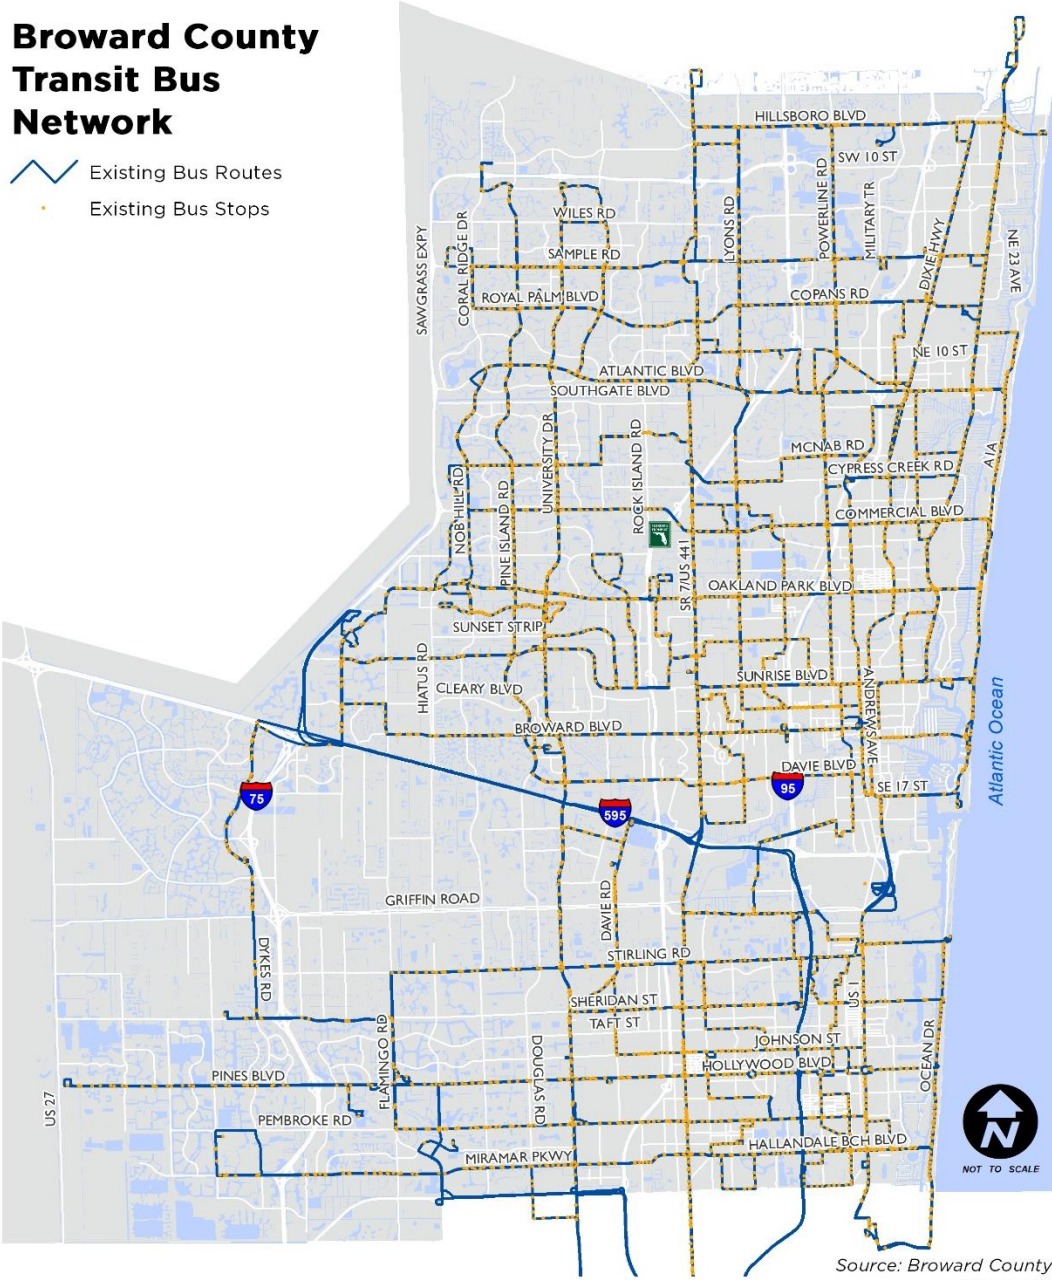 Broward County
Transit Bus
Network
Existing Bus Routes
Existing Bus Stops
HILLSBORO BLVD
SW 10 ST
WILES RD
SAMPLE RD
ROYAL PALM BLVD
COPANS RD
NE 10 ST
ATLANTIC BLVD
SOUTHGATE BLVD
MCNAB RD
CYPRESS CREEK RD
COMMERCIAL BLVD
OAKLAND PARK BLVD
SUNSET STRIP
SUNRISE BLVD
CLEARY BLVD
BROWARD BLVD
DAVIE BLVD
SE 17 ST
GRIFFIN ROAD
STIRLING RD
SHERIDAN ST
TAFT ST
JOHNSON ST
HOLLYWOOD BLVD
PINES BLVD
PEMBROKE RD
HALLANDALE BCH BLVD
MIRAMAR PKWY
SAWGRASS EXPY
CORAL RIDGE DR
LYONS RD
POWERLINE RD
MILITARY TR
DIXIE HWY
NE 23 AVE
NOB HILL RD
PINE ISLAND RD
UNIVERSITY DR
ROCK ISLAND RD
SR 7/US 441
A1A
HIATUS RD
ANDREWS AVE
Atlantic Ocean
75
595
95
DAVIE RD
DYKES RD
FLAMINGO RD
DOUGLAS RD
US 1
OCEAN DR
US 27
N
NOT TO SCALE
Source: Broward County